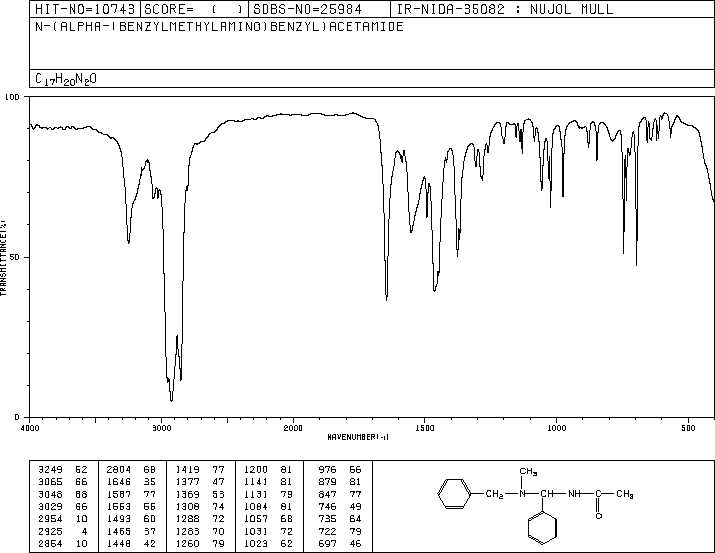 HIT-NO=10743 SCORE= ( ) SDBS-NO=25984 IR-NIDA-35082 : NUJOL MULL
N-(ALPHA-(BENZYLMETHYLAMINO)BENZYL)ACETAMIDE
C17H20N2O
100
TRANSMITTANCE(%)
50
0
4000 3000 2000 1500 1000 500
WAVENUMBER(-1)
3249 52 2804 68 1419 77 1200 81 976 66
3065 66 1646 35 1377 47 1141 81 879 81
3048 68 1587 77 1369 53 1131 79 847 77
3029 66 1553 55 1308 74 1084 81 746 49
2954 10 1493 60 1288 72 1057 68 735 64
2925 4 1465 37 1283 70 1031 72 722 79
2854 10 1448 42 1260 79 1023 62 697 46
CH3
CH2 N CH NH C CH3
O